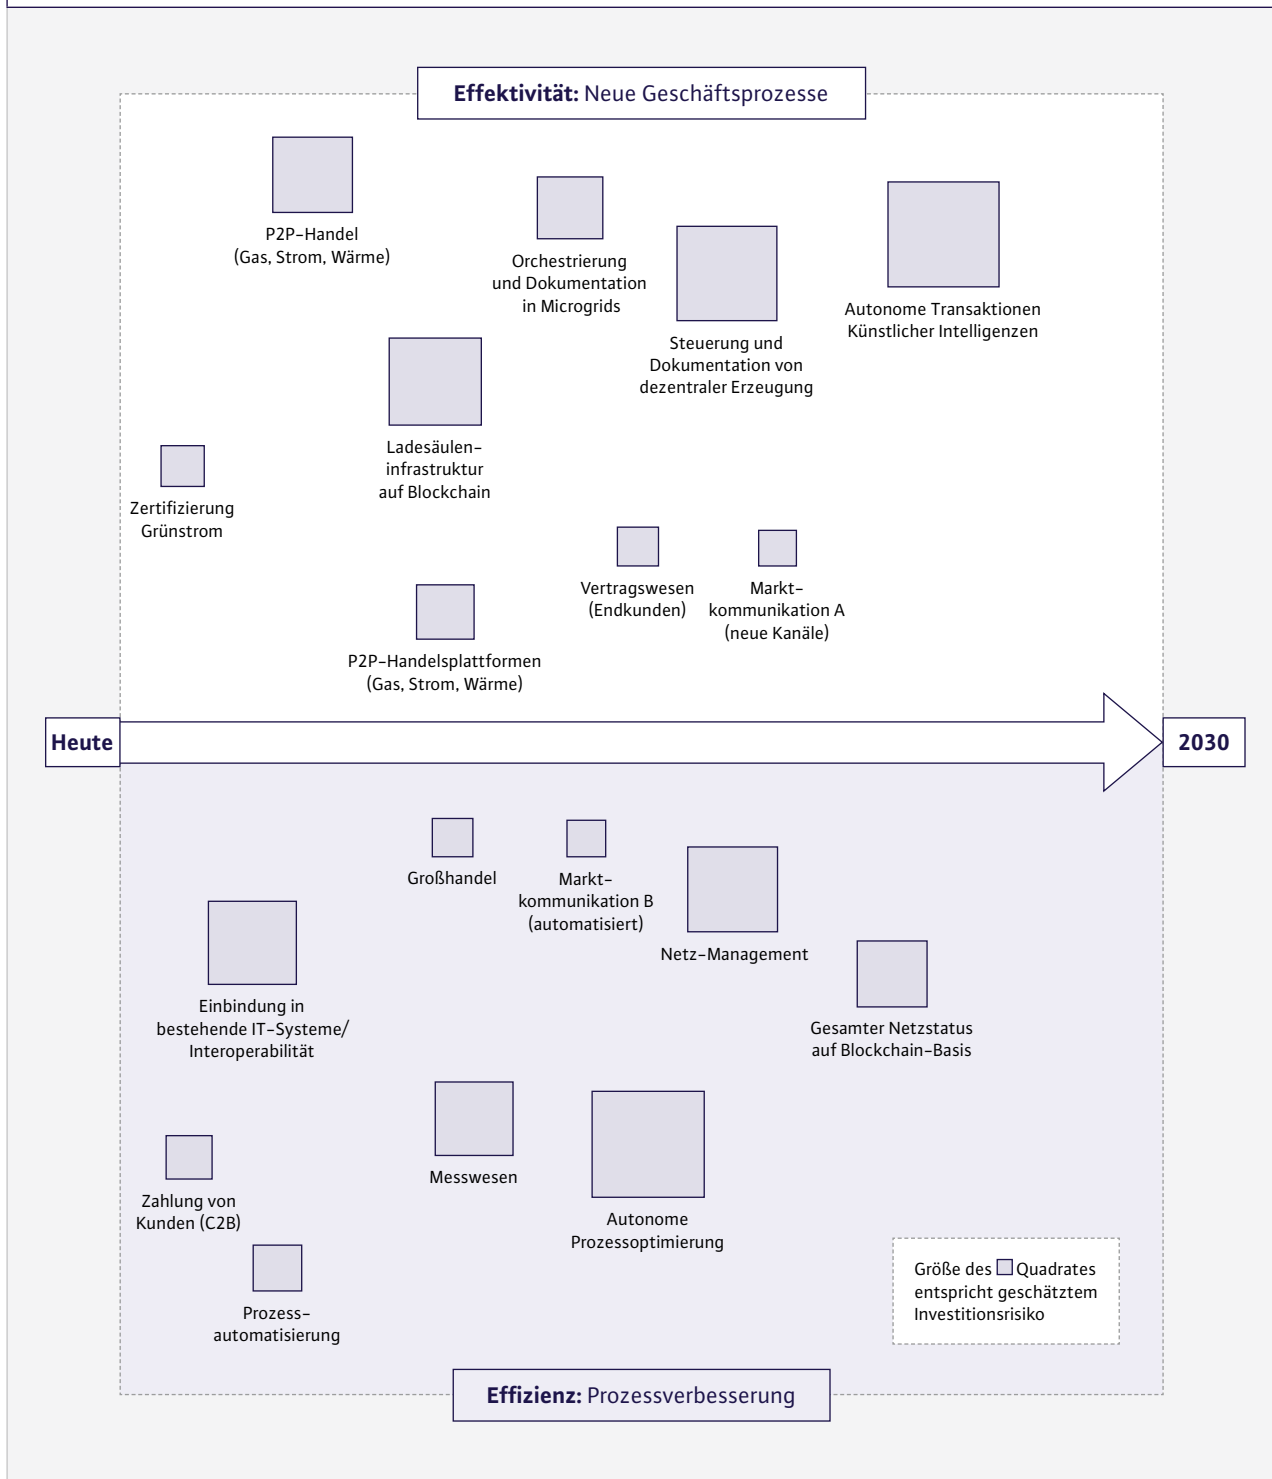 Effektivität: Neue Geschäftsprozesse
P2P-Handel
(Gas, Strom, Wärme)
Orchestrierung
und Dokumentation
in Microgrids
Steuerung und
Dokumentation von
dezentraler Erzeugung
Autonome Transaktionen
Künstlicher Intelligenzen
Ladesäulen-
infrastruktur
auf Blockchain
Zertifizierung
Grünstrom
Vertragswesen
(Endkunden)
Markt-
kommunikation A
(neue Kanäle)
P2P-Handelsplattformen
(Gas, Strom, Wärme)
Heute
2030
Großhandel
Markt-
kommunikation B
(automatisiert)
Netz-Management
Einbindung in
bestehende IT-Systeme/
Interoperabilität
Gesamter Netzstatus
auf Blockchain-Basis
Messwesen
Zahlung von
Kunden (C2B)
Autonome
Prozessoptimierung
Prozess-
automatisierung
Größe des Quadrates
entspricht geschätztem
Investitionsrisiko
Effizienz: Prozessverbesserung